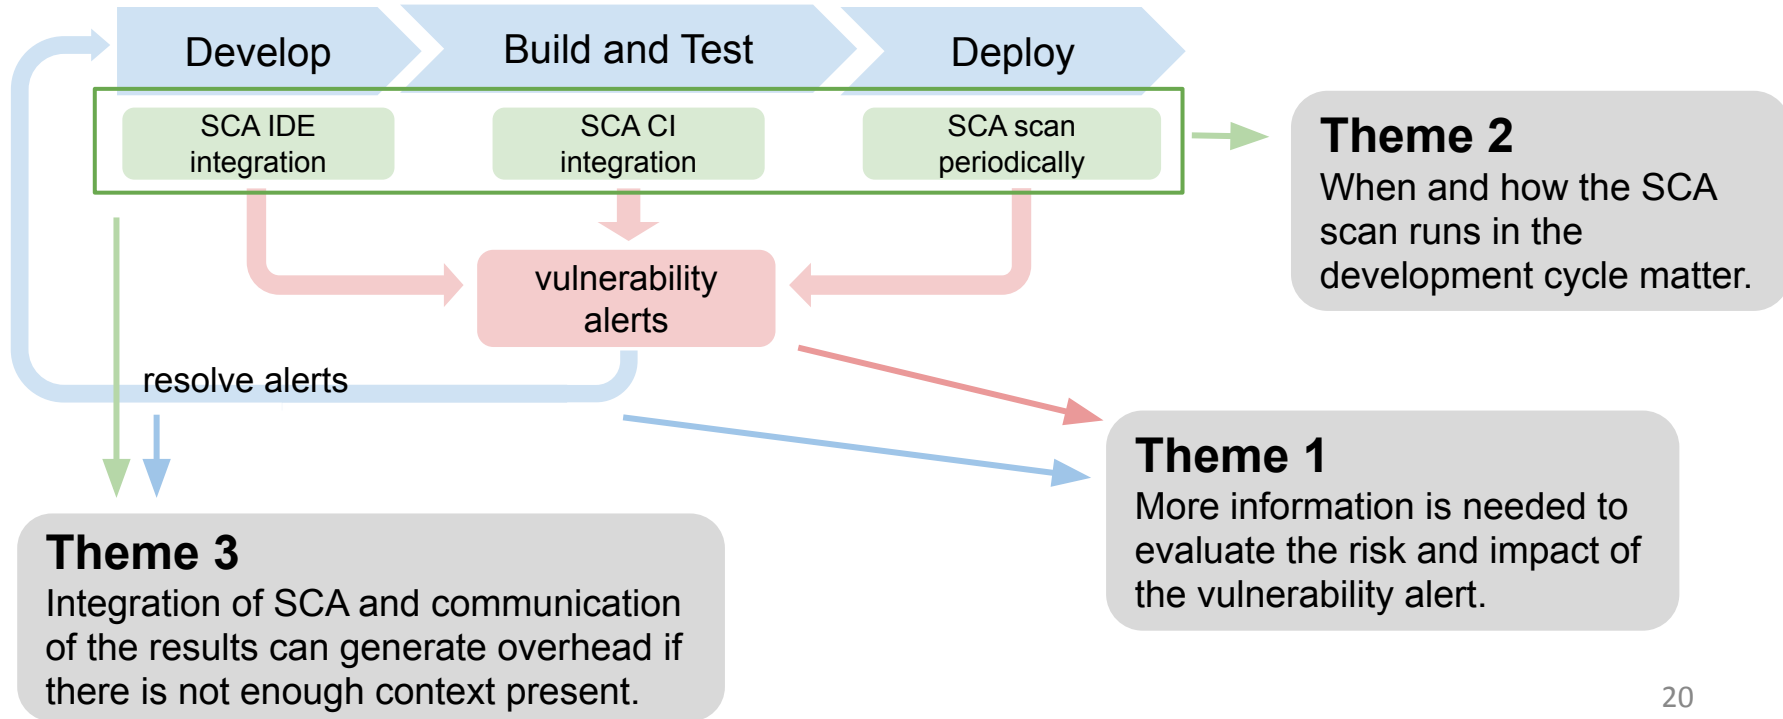 Develop
Build and Test
Deploy
SCA IDE
integration
SCA CI
integration
SCA scan
periodically
Theme 2
When and how the SCA
scan runs in the
development cycle matter.
vulnerability
alerts
resolve alerts
Theme 1
More information is needed to
evaluate the risk and impact of
the vulnerability alert.
Theme 3
Integration of SCA and communication
of the results can generate overhead if
there is not enough context present.
20